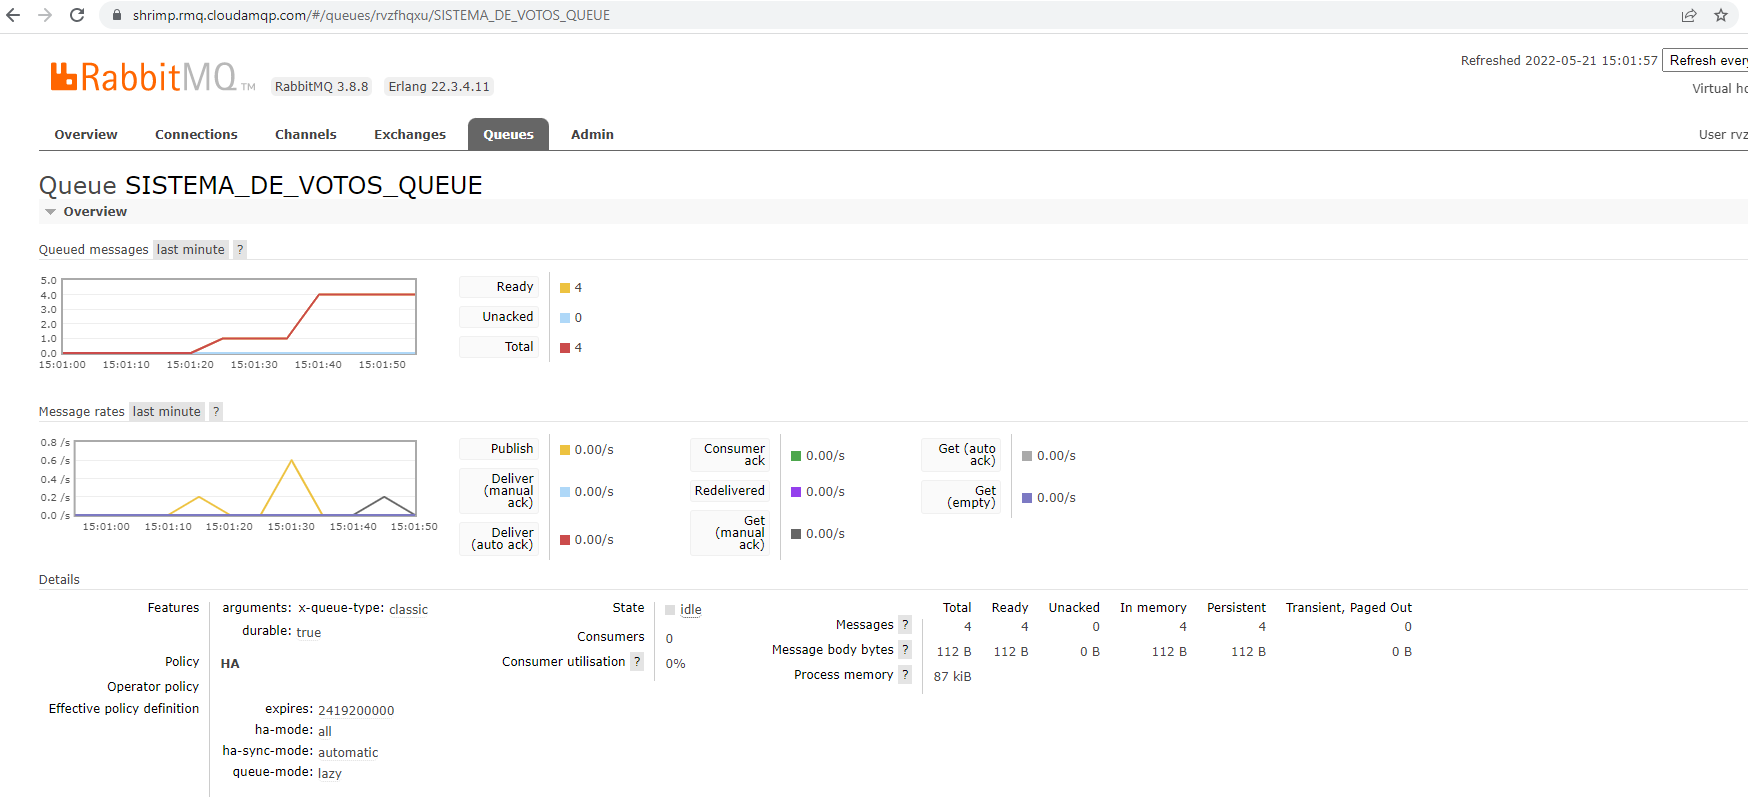 shrimp.rmq.cloudamqp.com/#/queues/rvzfhqxu/SISTEMA_DE_VOTOS_QUEUE
Refreshed 2022-05-21 15:01:57 Refresh every
RabbitMQ TM RabbitMQ 3.8.8 Erlang 22.3.4.11
Virtual ho
Overview Connections Channels Exchanges Queues Admin
User rvz
Queue SISTEMA_DE_VOTOS_QUEUE
Overview
Queued messages last minute ?
5.0
4.0
3.0
2.0
1.0
0.0
15:01:00 15:01:10 15:01:20 15:01:30 15:01:40 15:01:50
Ready 4
Unacked 0
Total 4
Message rates last minute ?
0.8 /s
0.6 /s
0.4 /s
0.2 /s
0.0 /s
15:01:00 15:01:10 15:01:20 15:01:30 15:01:40 15:01:50
Publish 0.00/s
Deliver
(manual 0.00/s
ack)
Deliver
(auto ack) 0.00/s
Consumer
ack 0.00/s
Redelivered 0.00/s
Get
(manual 0.00/s
ack)
Get (auto
ack) 0.00/s
Get
(empty) 0.00/s
Details
Features arguments: x-queue-type: classic
durable: true
Policy HA
Operator policy
Effective policy definition expires: 2419200000
ha-mode: all
ha-sync-mode: automatic
queue-mode: lazy
State idle
Consumers 0
Consumer utilisation ? 0%
Total Ready Unacked In memory Persistent Transient, Paged Out
Messages ? 4 4 0 4 4 0
Message body bytes ? 112 B 112 B 0 B 112 B 112 B 0 B
Process memory ? 87 kiB